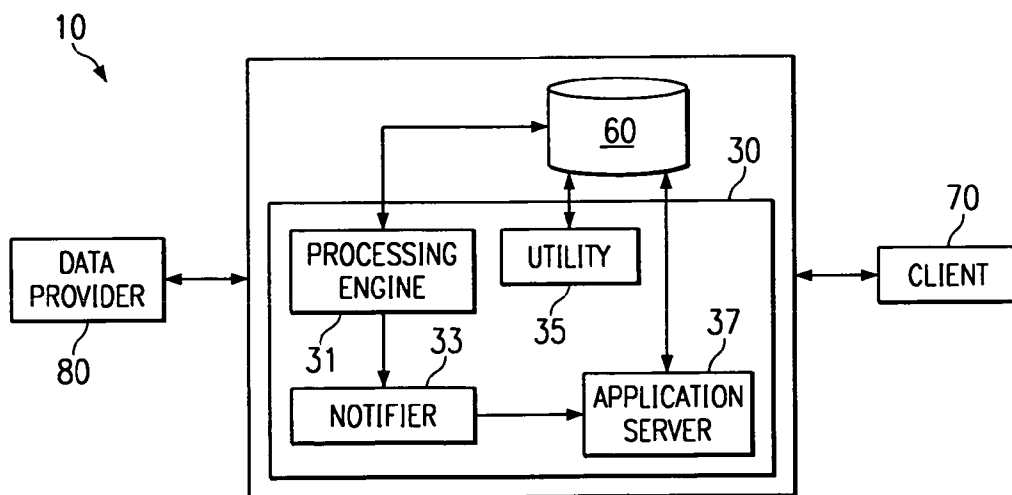 10
60
30
70
DATA
PROVIDER
80
PROCESSING
ENGINE
31
UTILITY
35
CLIENT
33
37
NOTIFIER
APPLICATION
SERVER